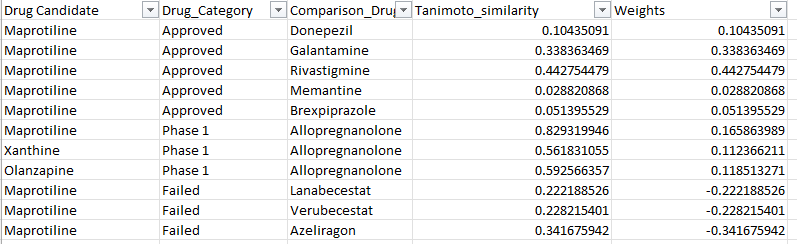 Drug Candidate Drug_Category Comparison_Drug Tanimoto_similarity Weights
Maprotiline Approved Donepezil 0.10435091 0.10435091
Maprotiline Approved Galantamine 0.338363469 0.338363469
Maprotiline Approved Rivastigmine 0.442754479 0.442754479
Maprotiline Approved Memantine 0.028820868 0.028820868
Maprotiline Approved Brexpiprazole 0.051395529 0.051395529
Maprotiline Phase 1 Allopregnanolone 0.829319946 0.165863989
Xanthine Phase 1 Allopregnanolone 0.561831055 0.112366211
Olanzapine Phase 1 Allopregnanolone 0.592566357 0.118513271
Maprotiline Failed Lanabecestat 0.222188526 -0.222188526
Maprotiline Failed Verubecestat 0.228215401 -0.228215401
Maprotiline Failed Azeliragon 0.341675942 -0.341675942